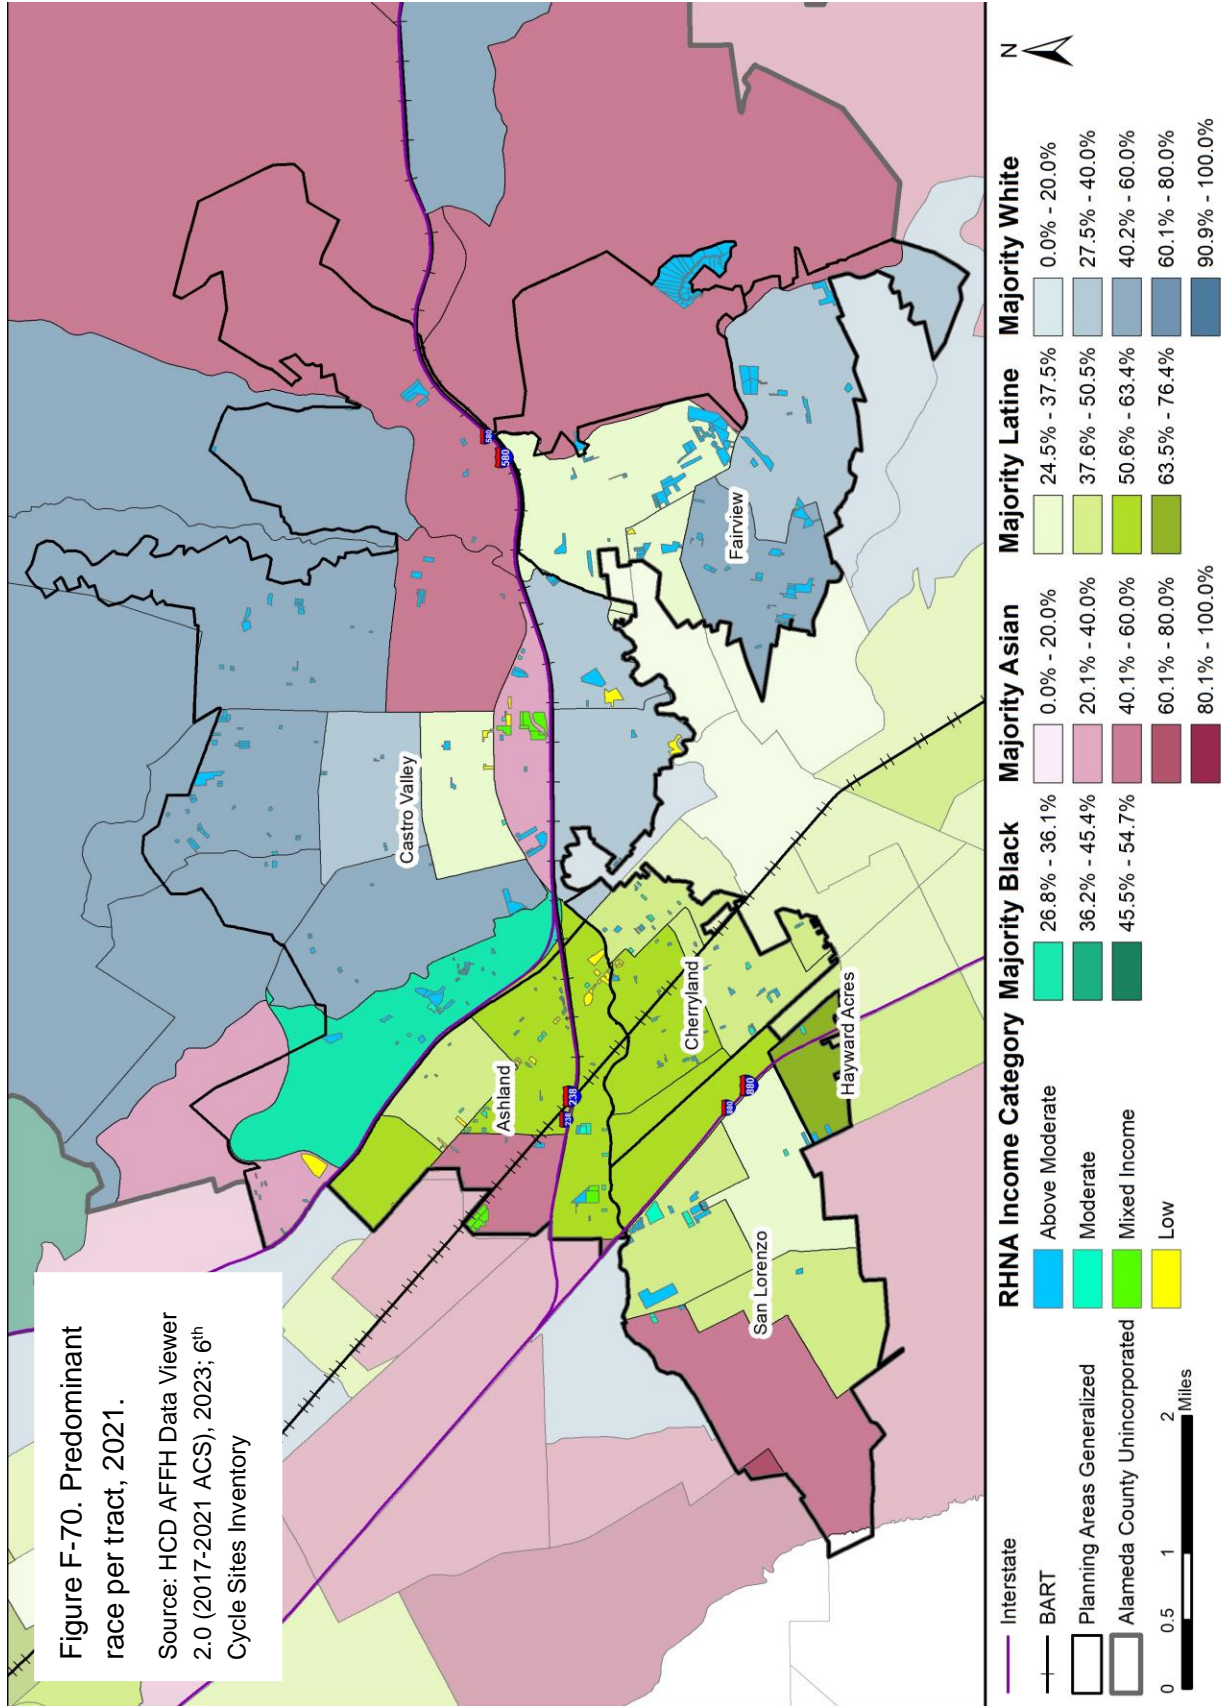 Figure F-70. Predominant
race per tract, 2021.
Source: HCD AFFH Data Viewer
2.0 (2017-2021 ACS), 2023; 6th
Cycle Sites Inventory
Castro Valley
Fairview
Ashland
Cherryland
Hayward Acres
San Lorenzo
580
580
238
238
880
880
N
Interstate
BART
Planning Areas Generalized
Alameda County Unincorporated
0 0.5 1 2
Miles
RHNA Income Category
Above Moderate
Moderate
Mixed Income
Low
Majority Black
26.8% - 36.1%
36.2% - 45.4%
45.5% - 54.7%
Majority Asian
0.0% - 20.0%
20.1% - 40.0%
40.1% - 60.0%
60.1% - 80.0%
80.1% - 100.0%
Majority Latine
24.5% - 37.5%
37.6% - 50.5%
50.6% - 63.4%
63.5% - 76.4%
Majority White
0.0% - 20.0%
27.5% - 40.0%
40.2% - 60.0%
60.1% - 80.0%
90.9% - 100.0%